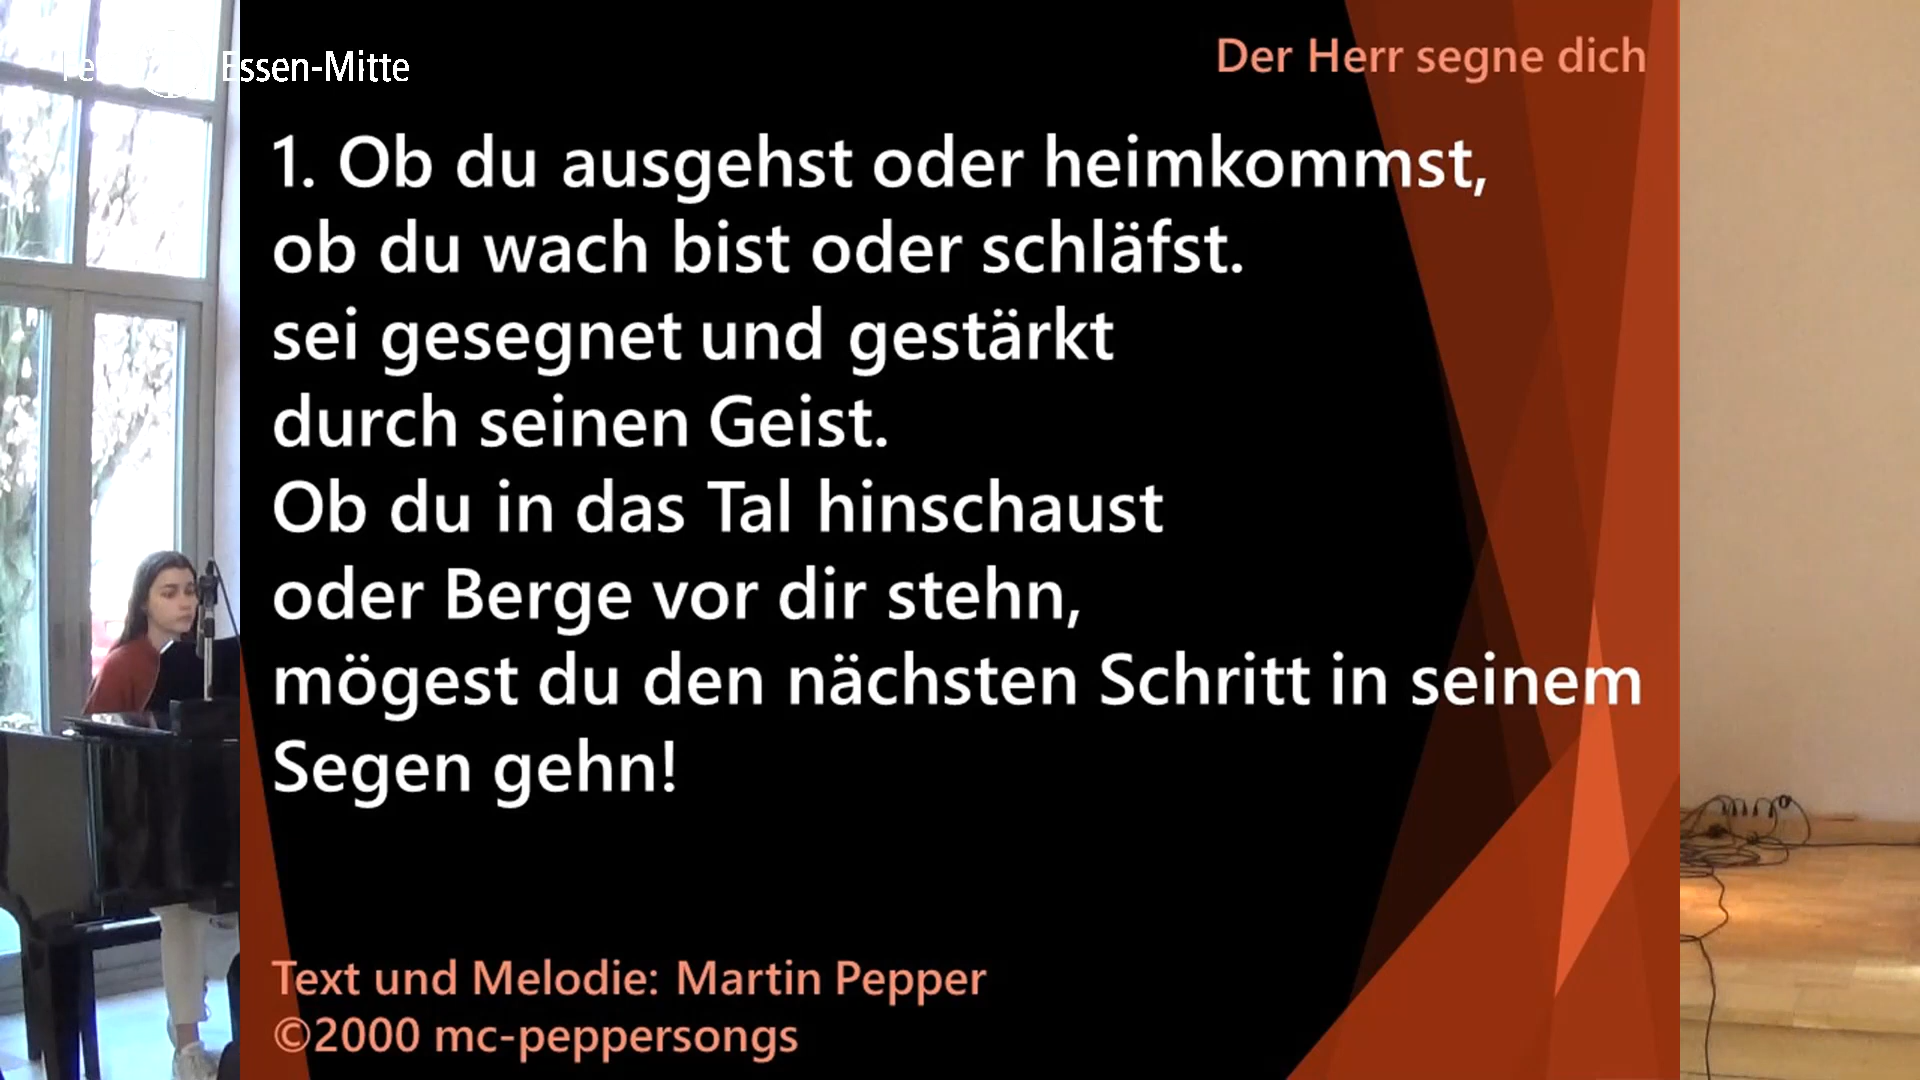 Essen-Mitte
Der Herr segne dich
1. Ob du ausgehst oder heimkommst,
ob du wach bist oder schläfst.
sei gesegnet und gestärkt
durch seinen Geist.
Ob du in das Tal hinschaust
oder Berge vor dir stehn,
mögest du den nächsten Schritt in seinem
Segen gehn!
Text und Melodie: Martin Pepper
©2000 mc-peppersongs